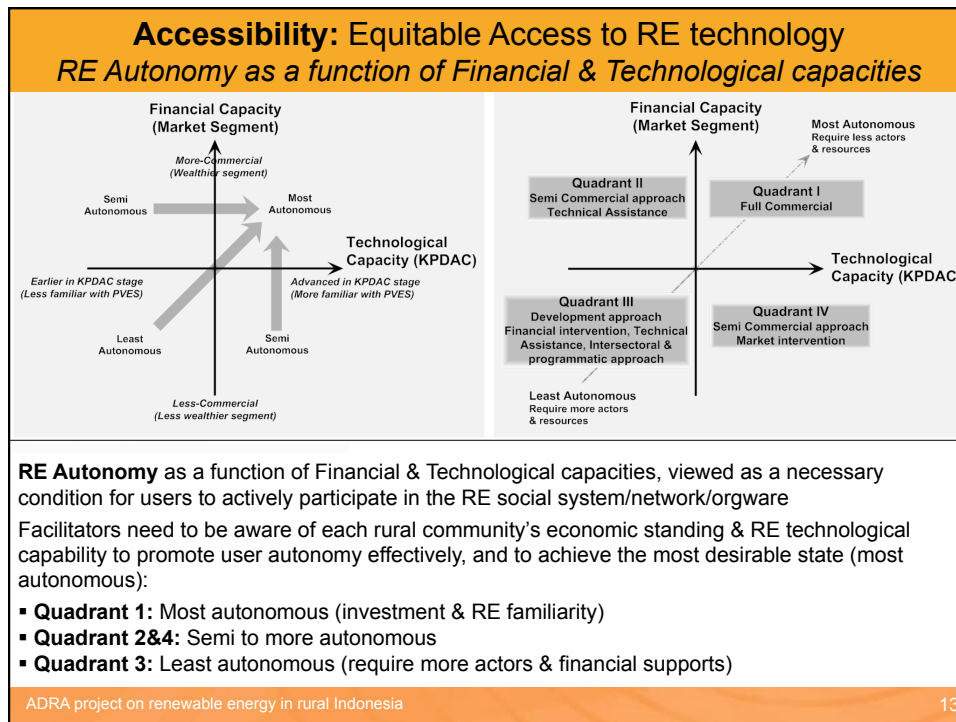 Accessibility: Equitable Access to RE technology
RE Autonomy as a function of Financial & Technological capacities
Financial Capacity
(Market Segment)
More-Commercial
(Wealthier segment)
Semi
Autonomous
Most
Autonomous
Technological
Capacity (KPDAC)
Earlier in KPDAC stage
(Less familiar with PVES)
Advanced in KPDAC stage
(More familiar with PVES)
Least
Autonomous
Semi
Autonomous
Less-Commercial
(Less wealthier segment)
Financial Capacity
(Market Segment)
Most Autonomous
Require less actors
& resources
Quadrant II
Semi Commercial approach
Technical Assistance
Quadrant I
Full Commercial
Technological
Capacity (KPDAC
Quadrant III
Development approach
Financial intervention, Technical
Assistance, Intersectoral &
programmatic approach
Quadrant IV
Semi Commercial approach
Market intervention
Least Autonomous
Require more actors
& resources
RE Autonomy as a function of Financial & Technological capacities, viewed as a necessary
condition for users to actively participate in the RE social system/network/orgware
Facilitators need to be aware of each rural community's economic standing & RE technological
capability to promote user autonomy effectively, and to achieve the most desirable state (most
autonomous):
▪ Quadrant 1: Most autonomous (investment & RE familiarity)
▪ Quadrant 2&4: Semi to more autonomous
▪ Quadrant 3: Least autonomous (require more actors & financial supports)
ADRA project on renewable energy in rural Indonesia
13